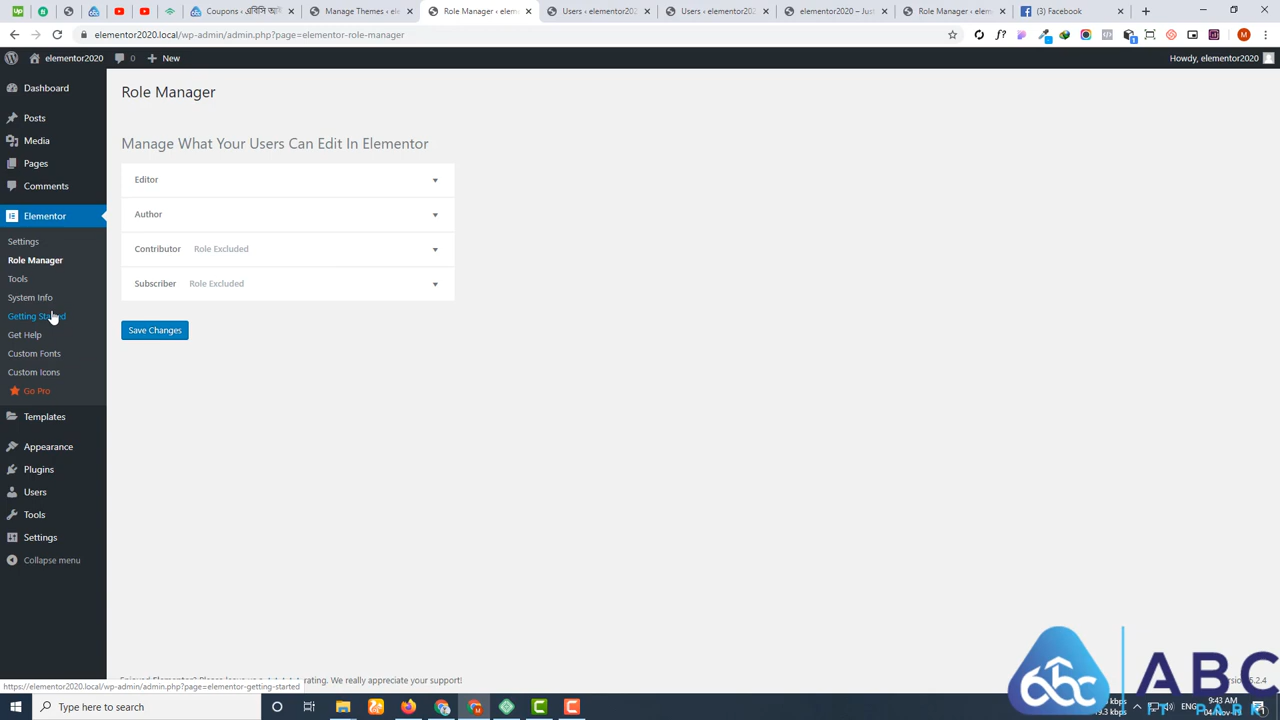 Coupons ‹ এবিসি আ
Manage Themes ‹ el
Role Manager ‹ elem
Users ‹ elementor202
Users ‹ elementor202
elementor2020 – Just
Role Manager ‹ elem
(3) Facebook
elementor2020.local/wp-admin/admin.php?page=elementor-role-manager
elementor2020
0
New
Howdy, elementor2020
Dashboard
Posts
Media
Pages
Comments
Elementor
Settings
Role Manager
Tools
System Info
Getting Started
Get Help
Custom Fonts
Custom Icons
Go Pro
Templates
Appearance
Plugins
Users
Tools
Settings
Collapse menu
Role Manager
Manage What Your Users Can Edit In Elementor
Editor
Author
Contributor Role Excluded
Subscriber Role Excluded
Save Changes
rating. We really appreciate your support!
https://elementor2020.local/wp-admin/admin.php?page=elementor-getting-started
Type here to search
ENG
9:43 AM
abc
ABC